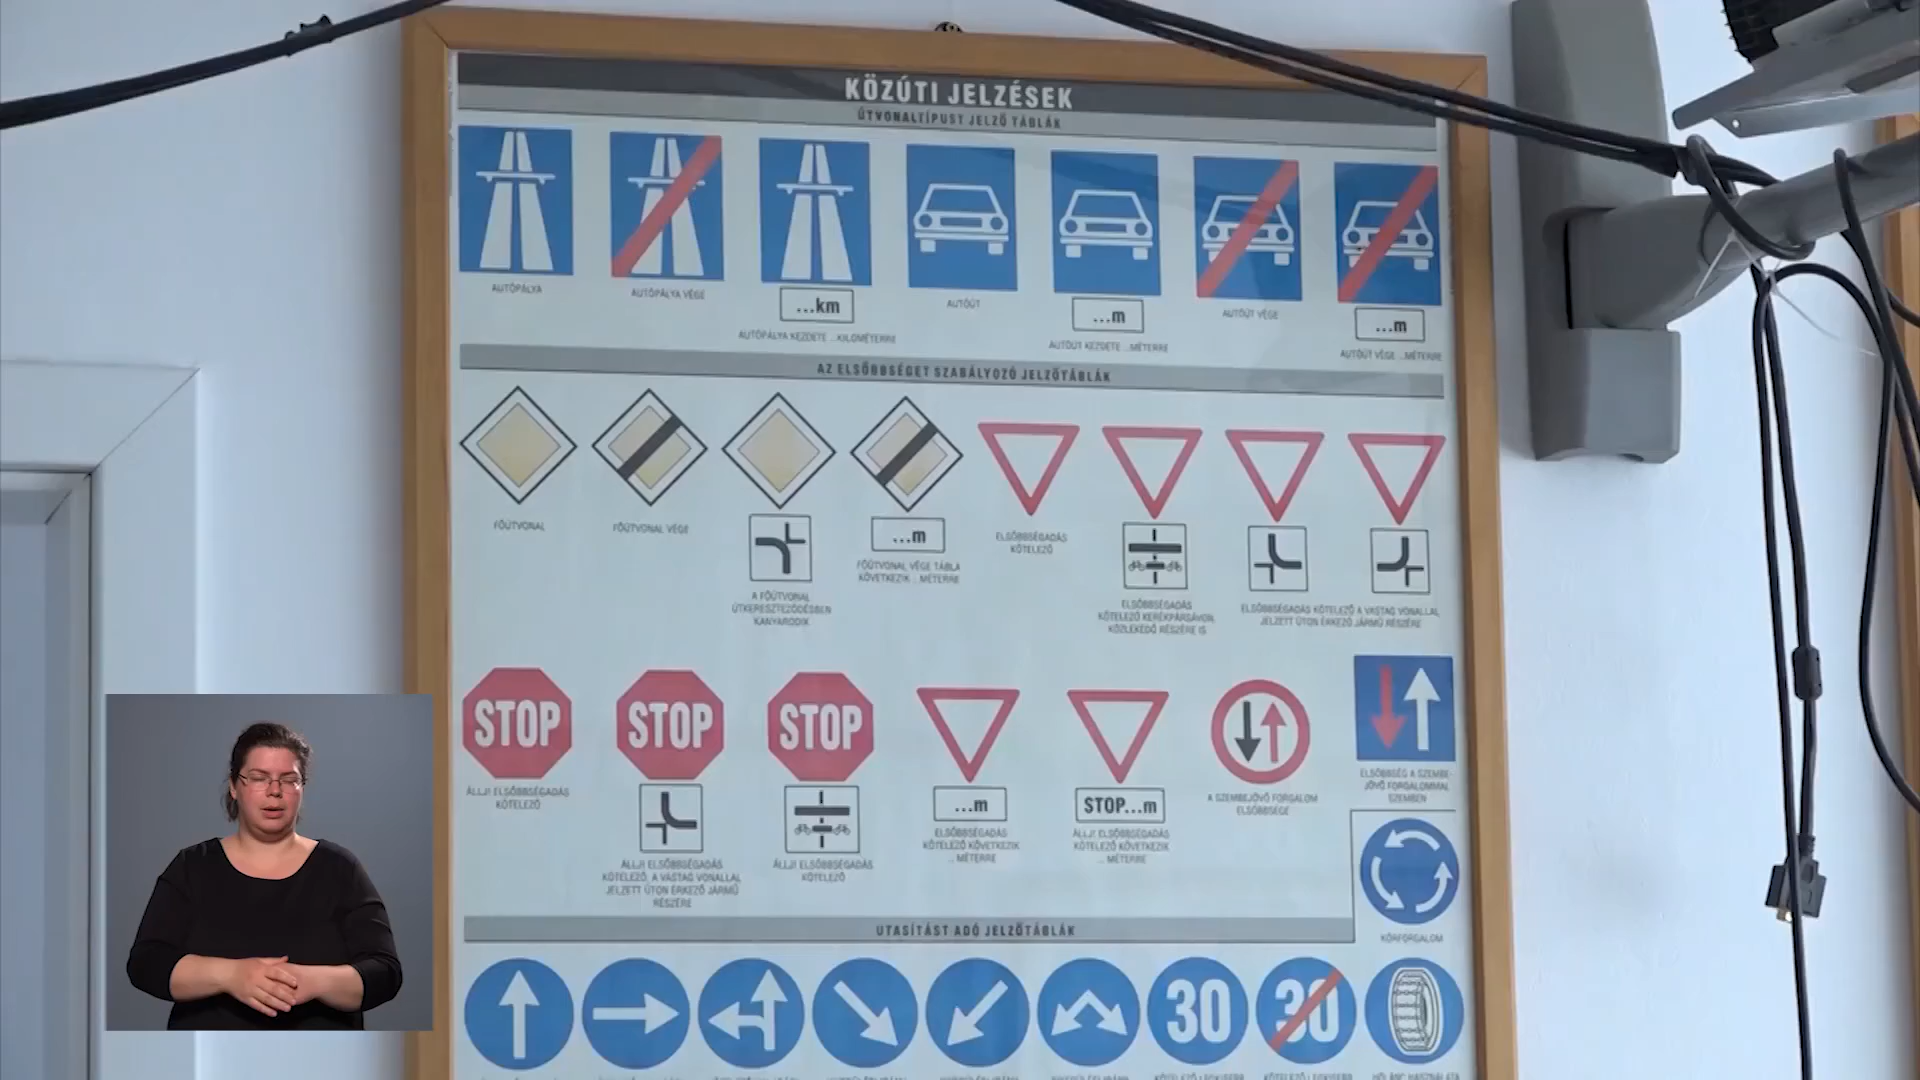 KÖZÚTI JELZÉSEK
ÚTVONALTÍPUST JELZŐ TÁBLÁK
AUTÓPÁLYA
AUTÓPÁLYA VÉGE
...km
AUTÓPÁLYA KEZDETE ...KILOMÉTERRE
AUTÓÚT
...m
AUTÓÚT KEZDETE ...MÉTERRE
AUTÓÚT VÉGE
...m
AUTÓÚT VÉGE ...MÉTERRE
AZ ELSŐBBSÉGET SZABÁLYOZÓ JELZŐTÁBLÁK
FŐÚTVONAL
FŐÚTVONAL VÉGE
A FŐÚTVONAL
ÚTKERESZTEZŐDÉSBEN
KANYARODIK
...m
FŐÚTVONAL VÉGE TÁBLA
KÖVETKEZIK ... MÉTERRE
ELSŐBBSÉGADÁS
KÖTELEZŐ
ELSŐBBSÉGADÁS
KÖTELEZŐ KERÉKPÁRSÁVON
KÖZLEKEDŐ RÉSZÉRE IS
ELSŐBBSÉGADÁS KÖTELEZŐ A VASTAG VONALLAL
JELZETT ÚTON ÉRKEZŐ JÁRMŰ RÉSZÉRE
STOP
ÁLLJ! ELSŐBBSÉGADÁS
KÖTELEZŐ
STOP
ÁLLJ! ELSŐBBSÉGADÁS
KÖTELEZŐ, A VASTAG VONALLAL
JELZETT ÚTON ÉRKEZŐ JÁRMŰ
RÉSZÉRE
STOP
ÁLLJ! ELSŐBBSÉGADÁS
KÖTELEZŐ
...m
ELSŐBBSÉGADÁS
KÖTELEZŐ KÖVETKEZIK
... MÉTERRE
STOP...m
ÁLLJ! ELSŐBBSÉGADÁS
KÖTELEZŐ KÖVETKEZIK
... MÉTERRE
A SZEMBEJÖVŐ FORGALOM
ELSŐBBSÉGE
ELSŐBBSÉG A SZEMBE-
JÖVŐ FORGALOMMAL
SZEMBEN
KÖRFORGALOM
UTASÍTÁST ADÓ JELZŐTÁBLÁK
30
30